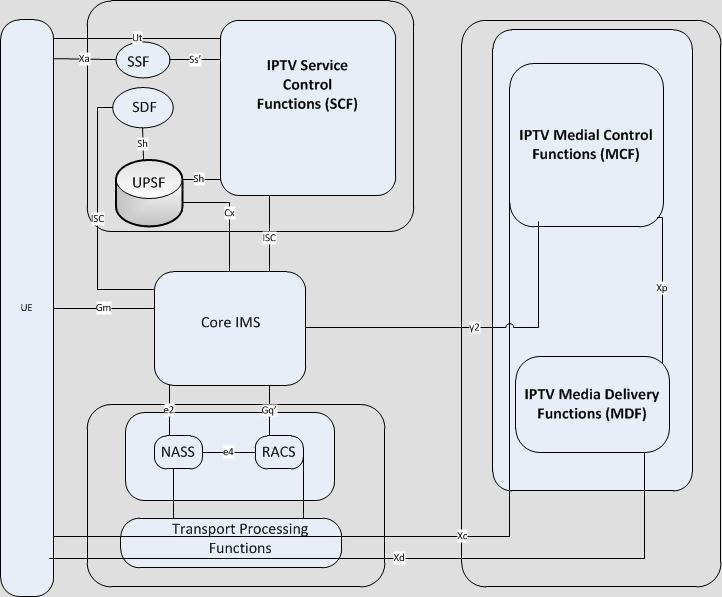 Ut
Xa
SSF
Ss'
IPTV Service
Control
Functions (SCF)
SDF
Sh
UPSF
Sh
Cx
ISC
ISC
IPTV Medial Control
Functions (MCF)
UE
Gm
Core IMS
Xp
y2
IPTV Media Delivery
Functions (MDF)
e2
Gq'
NASS
e4
RACS
Transport Processing
Functions
Xc
Xd